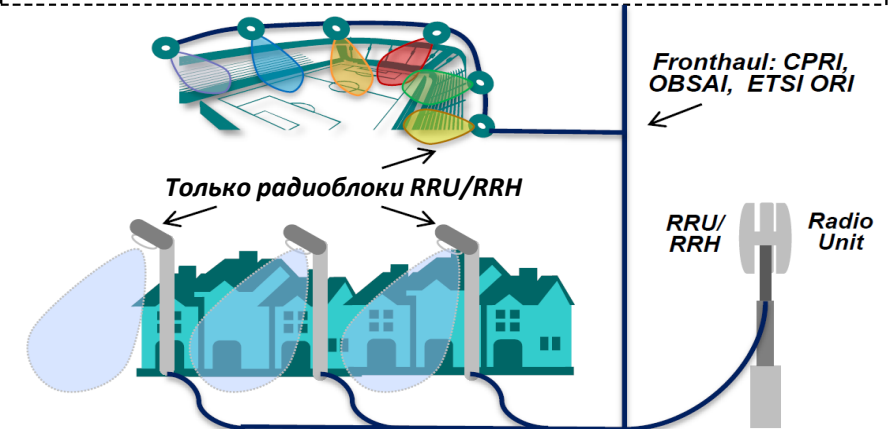 Fronthaul: CPRI,
OBSAI, ETSI ORI
Только радиоблоки RRU/RRH
RRU/
RRH
Radio
Unit